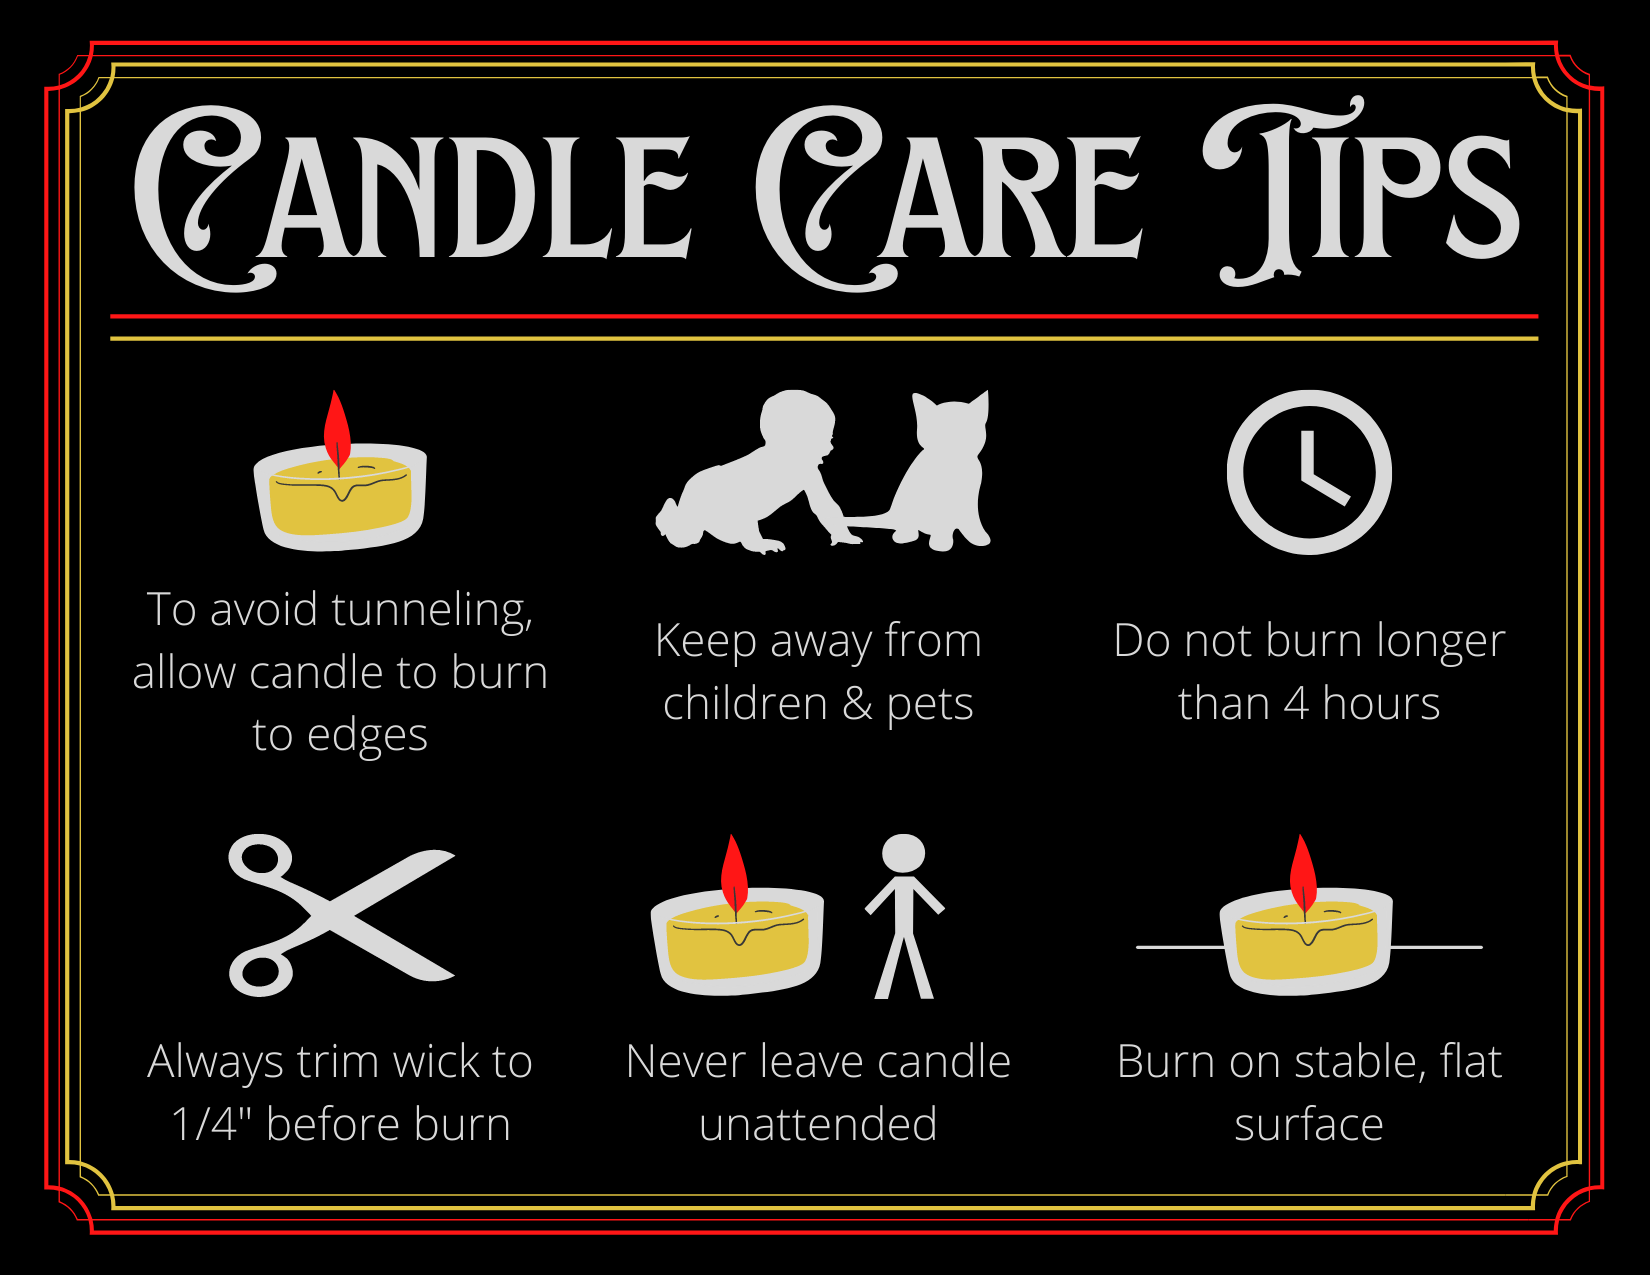 Candle Care Tips
To avoid tunneling,
allow candle to burn
to edges
Keep away from
children & pets
Do not burn longer
than 4 hours
Always trim wick to
1/4" before burn
Never leave candle
unattended
Burn on stable, flat
surface